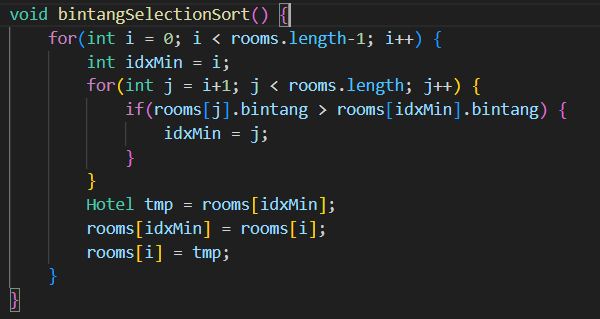 void bintangSelectionSort() {
    for(int i = 0; i < rooms.length-1; i++) {
        int idxMin = i;
        for(int j = i+1; j < rooms.length; j++) {
            if(rooms[j].bintang > rooms[idxMin].bintang) {
                idxMin = j;
            }
        }
        Hotel tmp = rooms[idxMin];
        rooms[idxMin] = rooms[i];
        rooms[i] = tmp;
    }
}